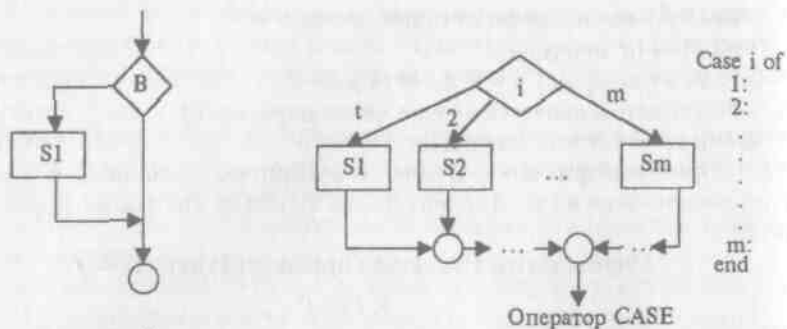 B
S1
t
2
i
m
S1
S2
...
Sm
... ...
Case i of
1:
2:
.
.
.
m:
end
Оператор CASE